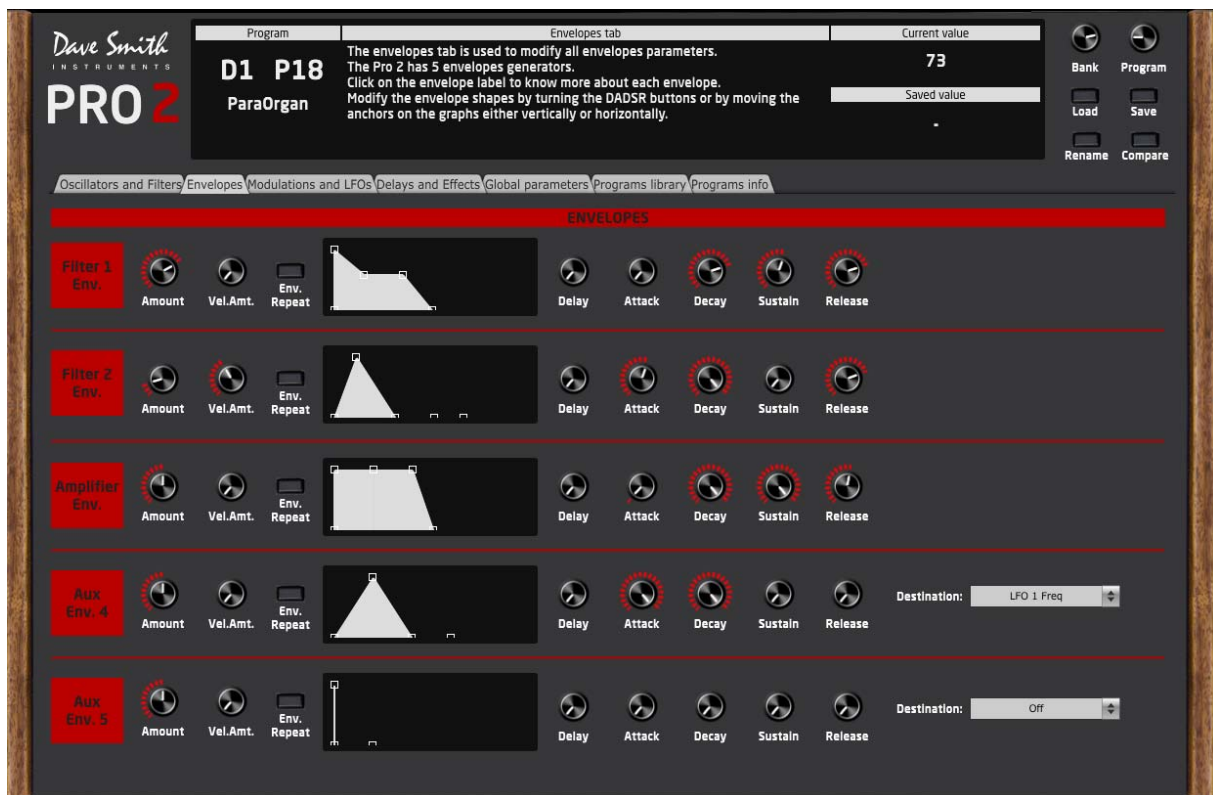 Dave Smith
INSTRUMENTS
PRO 2
Program
D1 P18
ParaOrgan
Envelopes tab
The envelopes tab is used to modify all envelopes parameters.
The Pro 2 has 5 envelopes generators.
Click on the envelope label to know more about each envelope.
Modify the envelope shapes by turning the DADSR buttons or by moving the
anchors on the graphs either vertically or horizontally.
Current value
73
Saved value
-
Bank Program
Load Save
Rename Compare
Oscillators and Filters Envelopes Modulations and LFOs Delays and Effects Global parameters Programs library Programs info
ENVELOPES
Filter 1
Env.
Amount Vel.Amt. Env.
Repeat
Delay Attack Decay Sustain Release
Filter 2
Env.
Amount Vel.Amt. Env.
Repeat
Delay Attack Decay Sustain Release
Amplifier
Env.
Amount Vel.Amt. Env.
Repeat
Delay Attack Decay Sustain Release
Aux
Env. 4
Amount Vel.Amt. Env.
Repeat
Delay Attack Decay Sustain Release
Destination: LFO 1 Freq
Aux
Env. 5
Amount Vel.Amt. Env.
Repeat
Delay Attack Decay Sustain Release
Destination: Off